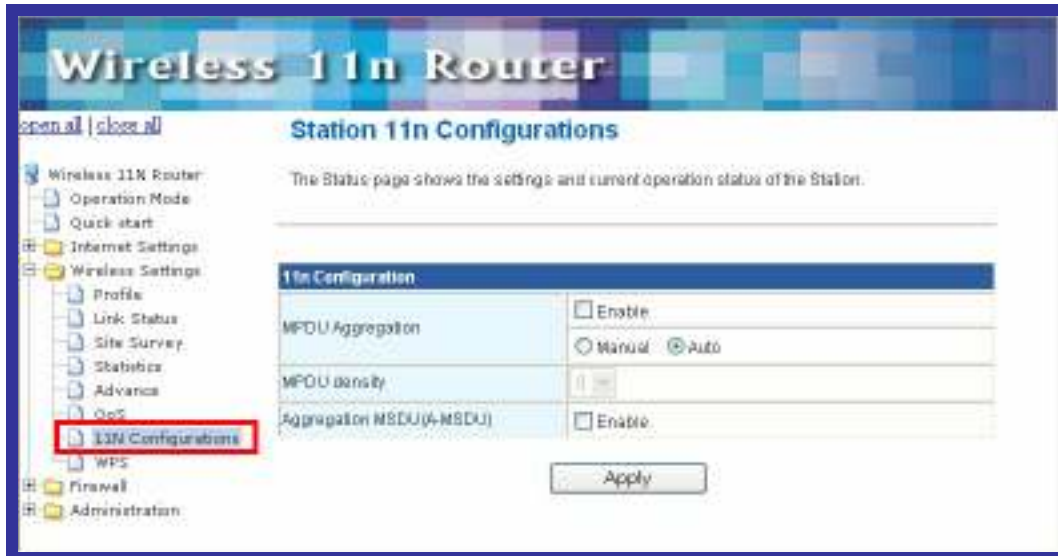 Wireless 11n Router
open all | close all
Station 11n Configurations
Wireless 11N Router
Operation Mode
Quick start
Internet Settings
Wireless Settings
Profile
Link Status
Site Survey
Statistics
Advance
QoS
11N Configurations
WPS
Firewall
Administration
The Status page shows the settings and current operation status of the Station.
11n Configuration
MPDU Aggregation
Enable
Manual Auto
MPDU density
Aggregation MSDU(A-MSDU)
Enable
Apply